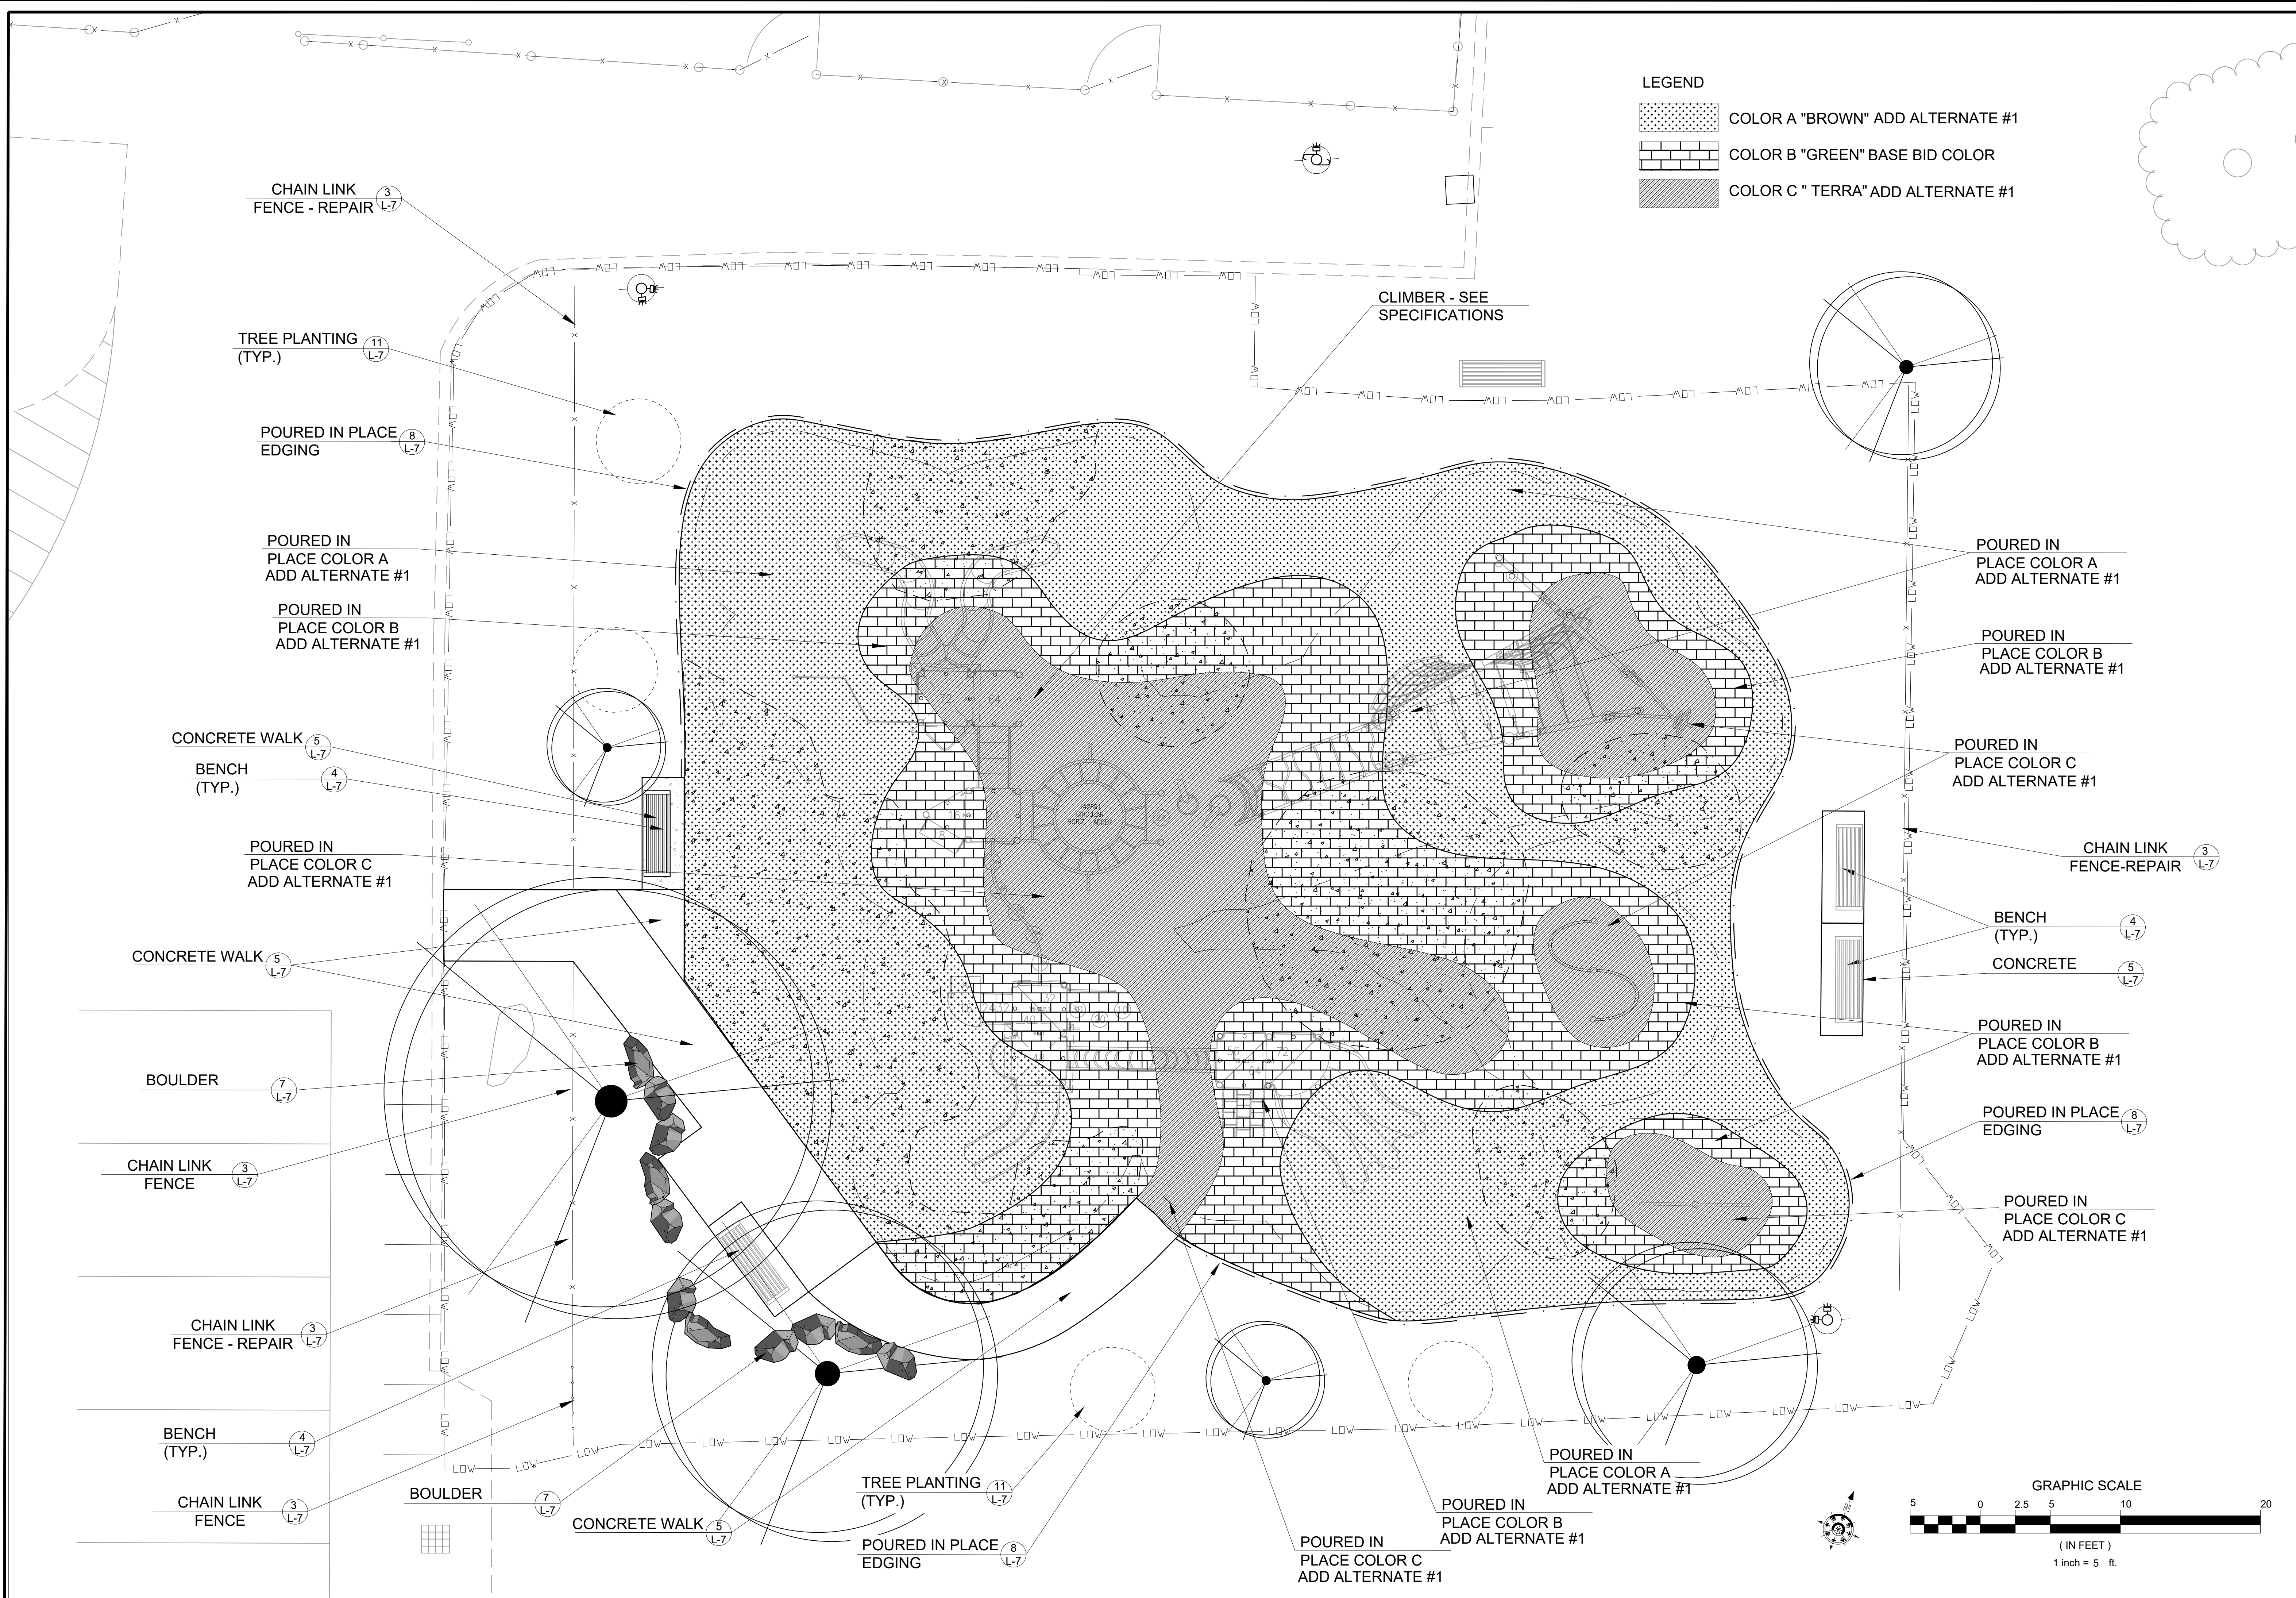 LEGEND
COLOR A "BROWN" ADD ALTERNATE #1
COLOR B "GREEN" BASE BID COLOR
COLOR C " TERRA" ADD ALTERNATE #1
CHAIN LINK 3
FENCE - REPAIR L-7
CLIMBER - SEE
SPECIFICATIONS
TREE PLANTING 11
(TYP.) L-7
POURED IN PLACE 8
EDGING L-7
POURED IN
PLACE COLOR A
ADD ALTERNATE #1
POURED IN
PLACE COLOR B
ADD ALTERNATE #1
CONCRETE WALK 5
L-7
BENCH 4
(TYP.) L-7
POURED IN
PLACE COLOR C
ADD ALTERNATE #1
CONCRETE WALK 5
L-7
BOULDER 7
L-7
CHAIN LINK 3
FENCE L-7
CHAIN LINK 3
FENCE - REPAIR L-7
BENCH 4
(TYP.) L-7
CHAIN LINK 3
FENCE L-7
BOULDER 7
L-7
CONCRETE WALK 5
L-7
TREE PLANTING 11
(TYP.) L-7
POURED IN PLACE 8
EDGING L-7
POURED IN
PLACE COLOR C
ADD ALTERNATE #1
POURED IN
PLACE COLOR B
ADD ALTERNATE #1
POURED IN
PLACE COLOR A
ADD ALTERNATE #1
72 64
24
142891
CIRCULAR
HORIZ. LADDER
24
POURED IN
PLACE COLOR A
ADD ALTERNATE #1
POURED IN
PLACE COLOR B
ADD ALTERNATE #1
POURED IN
PLACE COLOR C
ADD ALTERNATE #1
CHAIN LINK 3
FENCE-REPAIR L-7
BENCH 4
(TYP.) L-7
CONCRETE 5
L-7
POURED IN
PLACE COLOR B
ADD ALTERNATE #1
POURED IN PLACE 8
EDGING L-7
POURED IN
PLACE COLOR C
ADD ALTERNATE #1
GRAPHIC SCALE
5 0 2.5 5 10 20
( IN FEET )
1 inch = 5 ft.